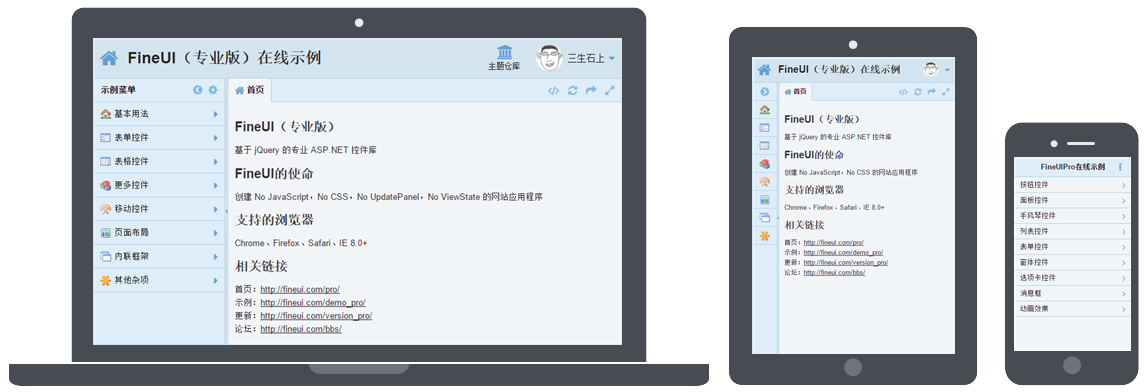 FineUI（专业版）在线示例
主题仓库
三生石上
示例菜单
首页
基本用法
表单控件
表格控件
更多控件
移动控件
页面布局
内联框架
其他杂项
FineUI（专业版）
基于 jQuery 的专业 ASP.NET 控件库
FineUI的使命
创建 No JavaScript，No CSS，No UpdatePanel，No ViewState 的网站应用程序
支持的浏览器
Chrome、Firefox、Safari、IE 8.0+
相关链接
首页：http://fineui.com/pro/
示例：http://fineui.com/demo_pro/
更新：http://fineui.com/version_pro/
论坛：http://fineui.com/bbs/
FineUI（专业版）在线示例
首页
FineUI（专业版）
基于 jQuery 的专业 ASP.NET 控件库
FineUI的使命
创建 No JavaScript，No CSS，No UpdatePanel，No ViewState 的网站应用程序
支持的浏览器
Chrome、Firefox、Safari、IE 8.0+
相关链接
首页：http://fineui.com/pro/
示例：http://fineui.com/demo_pro/
更新：http://fineui.com/version_pro/
论坛：http://fineui.com/bbs/
FineUIPro在线示例
按钮控件
面板控件
手风琴控件
列表控件
表单控件
窗体控件
选项卡控件
消息框
动画效果